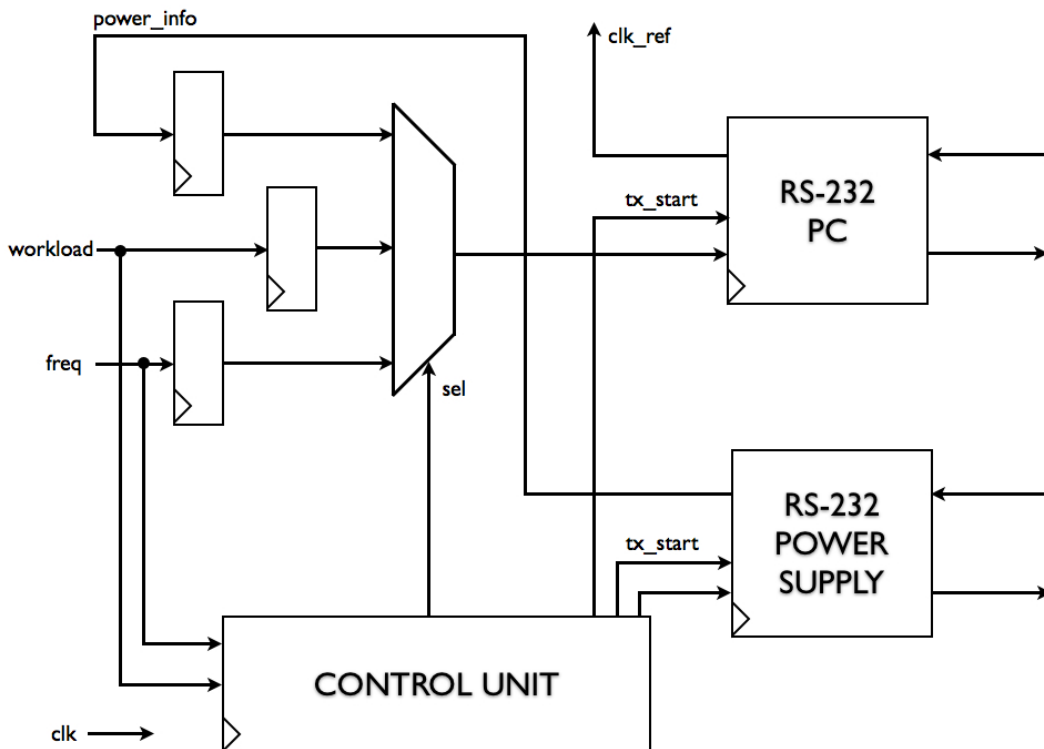 power_info
clk_ref
RS-232
PC
tx_start
workload
freq
sel
RS-232
POWER
SUPPLY
tx_start
CONTROL UNIT
clk